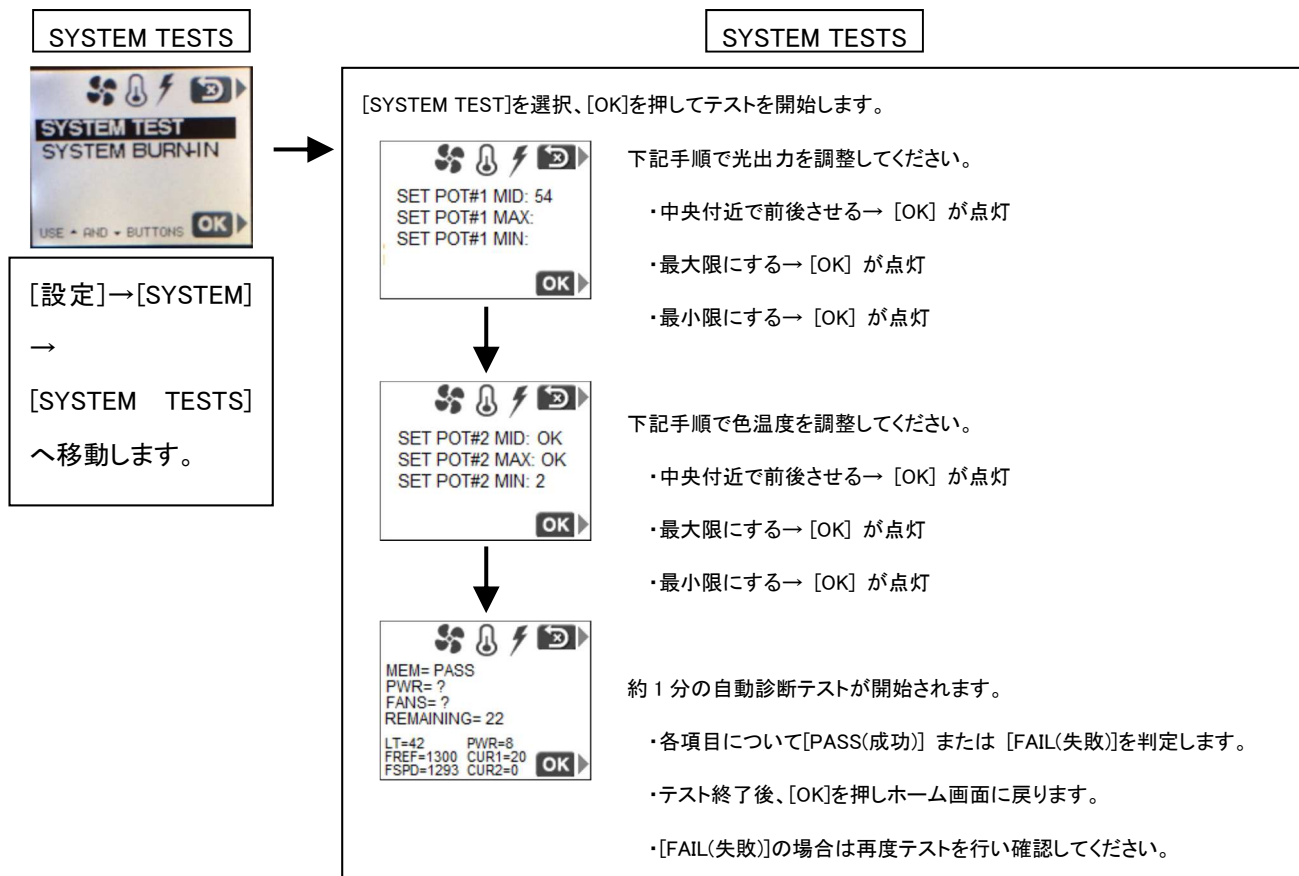 SYSTEM TESTS
SYSTEM TEST
SYSTEM BURN-IN
USE ▲ AND ▼ BUTTONS OK
[設定]→[SYSTEM]
→
[SYSTEM TESTS]
へ移動します。
SYSTEM TESTS
[SYSTEM TEST]を選択、[OK]を押してテストを開始します。
SET POT#1 MID: 54
SET POT#1 MAX:
SET POT#1 MIN:
OK
下記手順で光出力を調整してください。
・中央付近で前後させる→ [OK] が点灯
・最大限にする→ [OK] が点灯
・最小限にする→ [OK] が点灯
SET POT#2 MID: OK
SET POT#2 MAX: OK
SET POT#2 MIN: 2
OK
下記手順で色温度を調整してください。
・中央付近で前後させる→ [OK] が点灯
・最大限にする→ [OK] が点灯
・最小限にする→ [OK] が点灯
MEM= PASS
PWR= ?
FANS= ?
REMAINING= 22
LT=42 PWR=8
FREF=1300 CUR1=20
FSPD=1293 CUR2=0 OK
約 1 分の自動診断テストが開始されます。
・各項目について[PASS(成功)] または [FAIL(失敗)]を判定します。
・テスト終了後、[OK]を押しホーム画面に戻ります。
・[FAIL(失敗)]の場合は再度テストを行い確認してください。